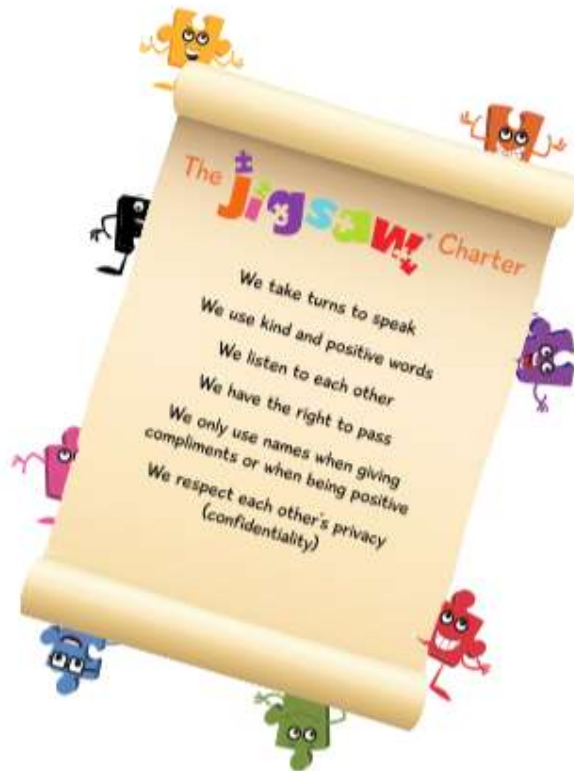 The jigsaw® Charter
We take turns to speak
We use kind and positive words
We listen to each other
We have the right to pass
We only use names when giving
compliments or when being positive
We respect each other's privacy
(confidentiality)